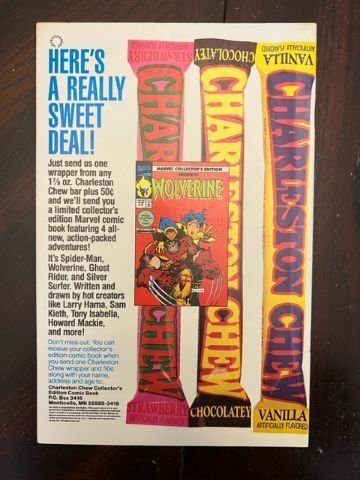 HERE'S
A REALLY
SWEET
DEAL!
Just send us one
wrapper from any
1⅞ oz. Charleston
Chew bar plus 50¢
and we'll send you
a limited collector's
edition Marvel comic
book featuring 4 all-
new, action-packed
adventures!
It's Spider-Man,
Wolverine, Ghost
Rider, and Silver
Surfer. Written and
drawn by hot creators
like Larry Hama, Sam
Kieth, Tony Isabella,
Howard Mackie,
and more!
Don't miss out. You can
receive your collector's
edition comic book when
you send one Charleston
Chew wrapper and 50¢
along with your name,
address and age to:
Charleston Chew Collector's
Edition Comic Book
P.O. Box 3416
Monticello, MN 55565-3416
STRAWBERRY
ARTIFICIALLY FLAVORED
CHARLESTON CHEW
STRAWBERRY
ARTIFICIALLY FLAVORED
CHOCOLATEY
CHARLESTON CHEW
CHOCOLATEY
VANILLA
ARTIFICIALLY FLAVORED
CHARLESTON CHEW
VANILLA
ARTIFICIALLY FLAVORED
MARVEL COLLECTOR'S EDITION
WOLVERINE